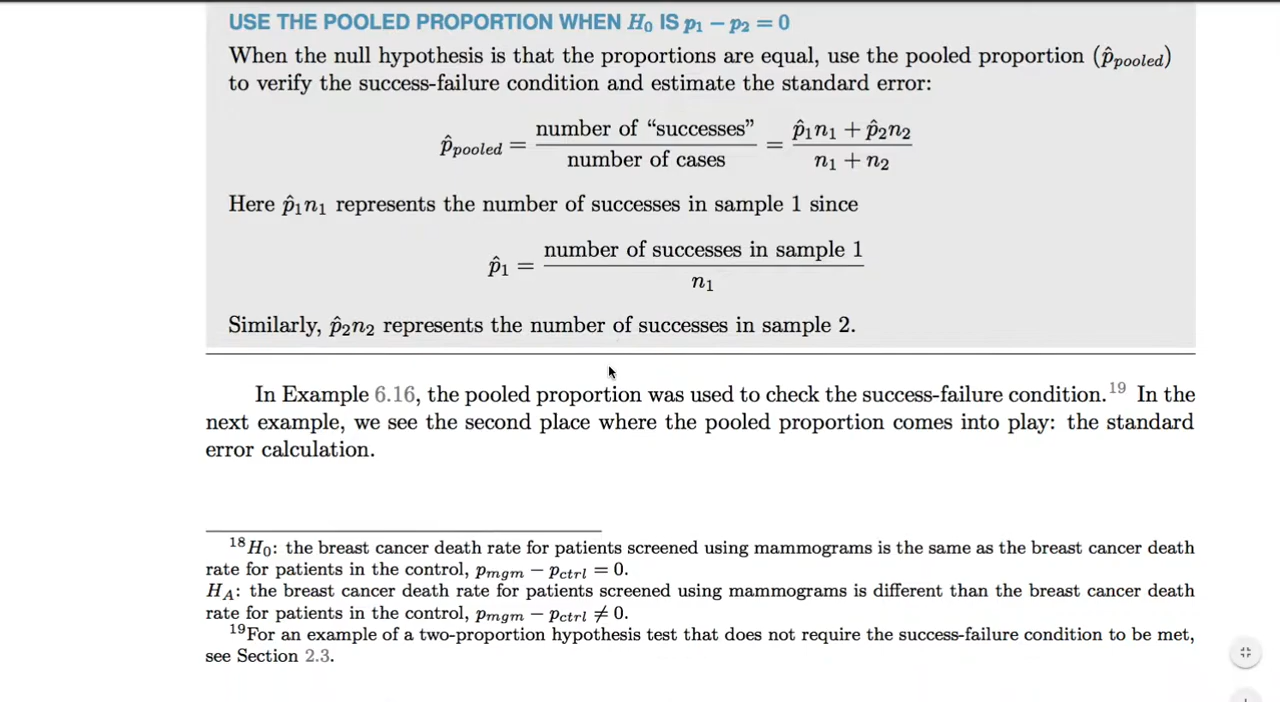 USE THE POOLED PROPORTION WHEN H₀ IS p₁ − p₂ = 0
When the null hypothesis is that the proportions are equal, use the pooled proportion (p̂pooled)
to verify the success-failure condition and estimate the standard error:
p̂pooled = number of “successes” / number of cases = p̂₁n₁ + p̂₂n₂ / n₁ + n₂
Here p̂₁n₁ represents the number of successes in sample 1 since
p̂₁ = number of successes in sample 1 / n₁
Similarly, p̂₂n₂ represents the number of successes in sample 2.
In Example 6.16, the pooled proportion was used to check the success-failure condition.¹⁹ In the
next example, we see the second place where the pooled proportion comes into play: the standard
error calculation.
¹⁸H₀: the breast cancer death rate for patients screened using mammograms is the same as the breast cancer death
rate for patients in the control, pmgm − pctrl = 0.
HA: the breast cancer death rate for patients screened using mammograms is different than the breast cancer death
rate for patients in the control, pmgm − pctrl ≠ 0.
¹⁹For an example of a two-proportion hypothesis test that does not require the success-failure condition to be met,
see Section 2.3.